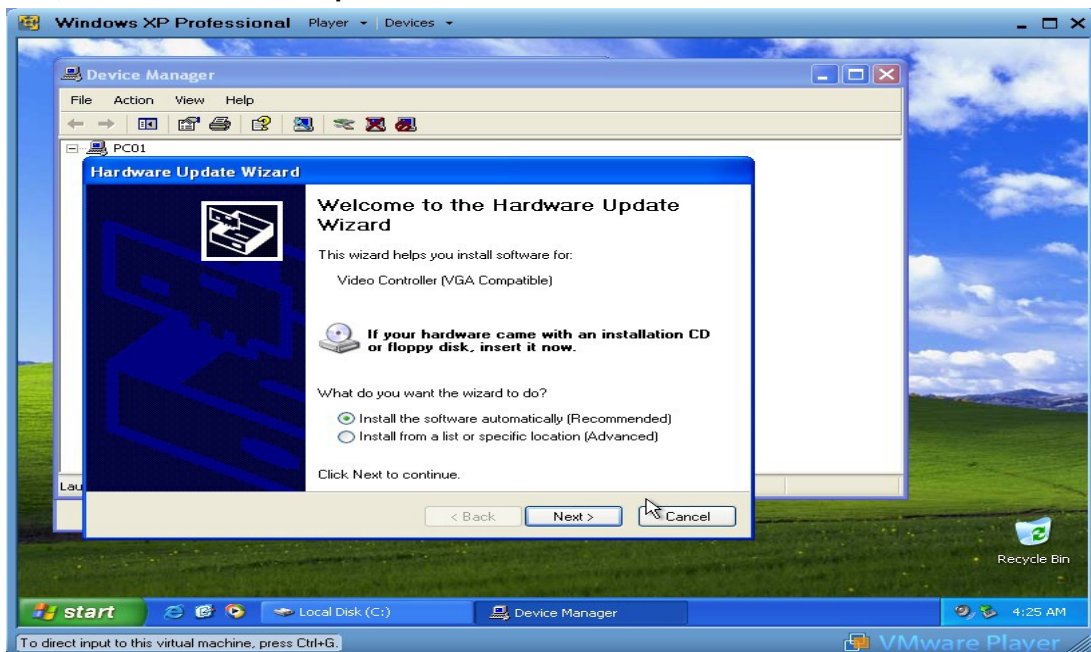 Windows XP Professional Player Devices
Device Manager
File Action View Help
PC01
Hardware Update Wizard
Welcome to the Hardware Update
Wizard
This wizard helps you install software for:
Video Controller (VGA Compatible)
If your hardware came with an installation CD
or floppy disk, insert it now.
What do you want the wizard to do?
Install the software automatically (Recommended)
Install from a list or specific location (Advanced)
Click Next to continue.
Lau
< Back Next > Cancel
Recycle Bin
start Local Disk (C:) Device Manager 4:25 AM
To direct input to this virtual machine, press Ctrl+G. VMware Player